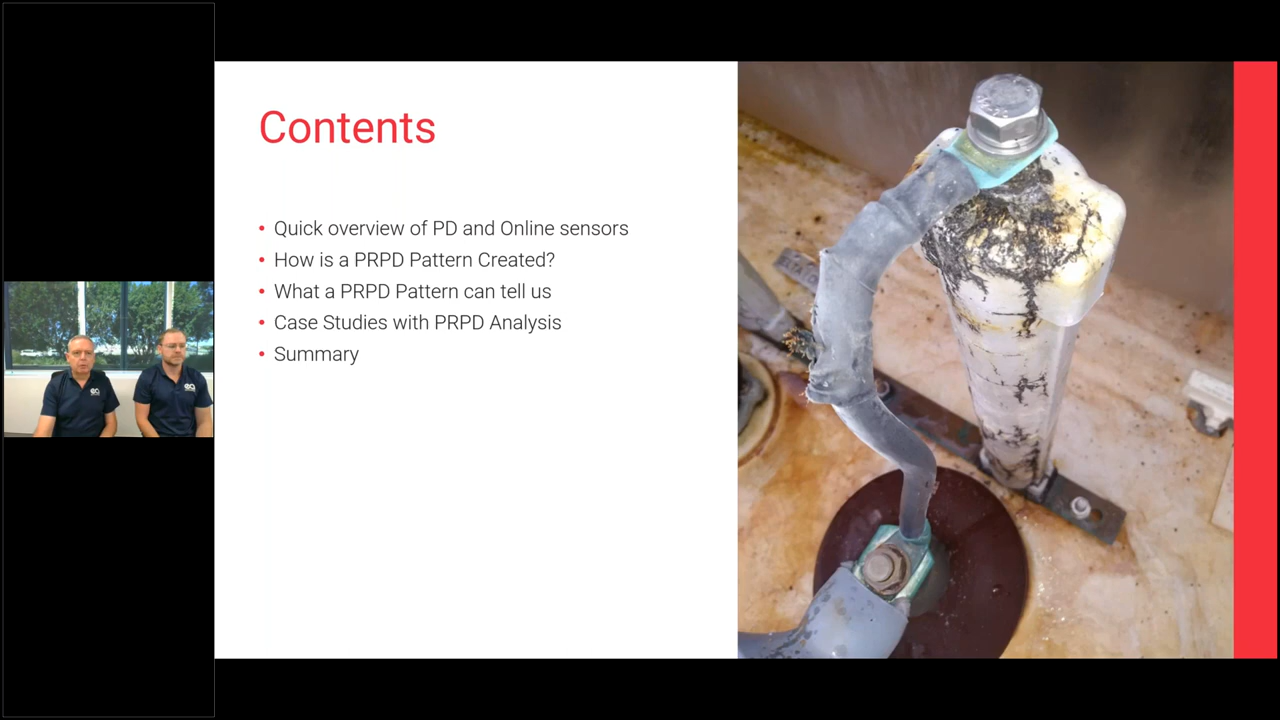 Contents
• Quick overview of PD and Online sensors
• How is a PRPD Pattern Created?
• What a PRPD Pattern can tell us
• Case Studies with PRPD Analysis
• Summary